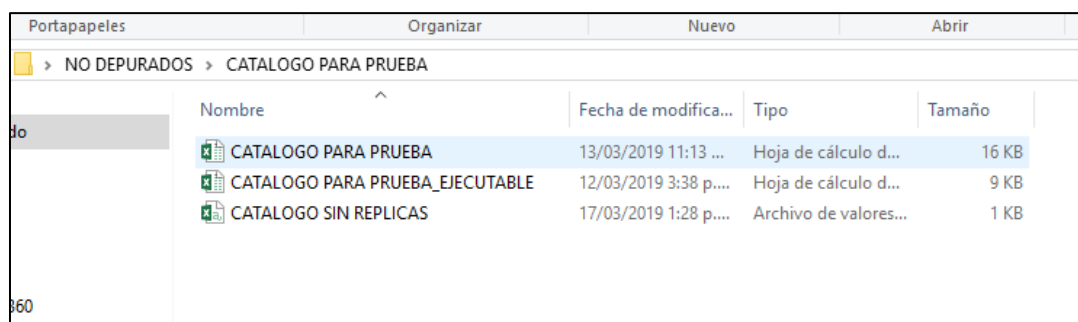 Portapapeles Organizar Nuevo Abrir
> NO DEPURADOS > CATALOGO PARA PRUEBA
Nombre Fecha de modifica... Tipo Tamaño
do
CATALOGO PARA PRUEBA 13/03/2019 11:13 ... Hoja de cálculo d... 16 KB
CATALOGO PARA PRUEBA_EJECUTABLE 12/03/2019 3:38 p.... Hoja de cálculo d... 9 KB
CATALOGO SIN REPLICAS 17/03/2019 1:28 p.... Archivo de valores... 1 KB
360